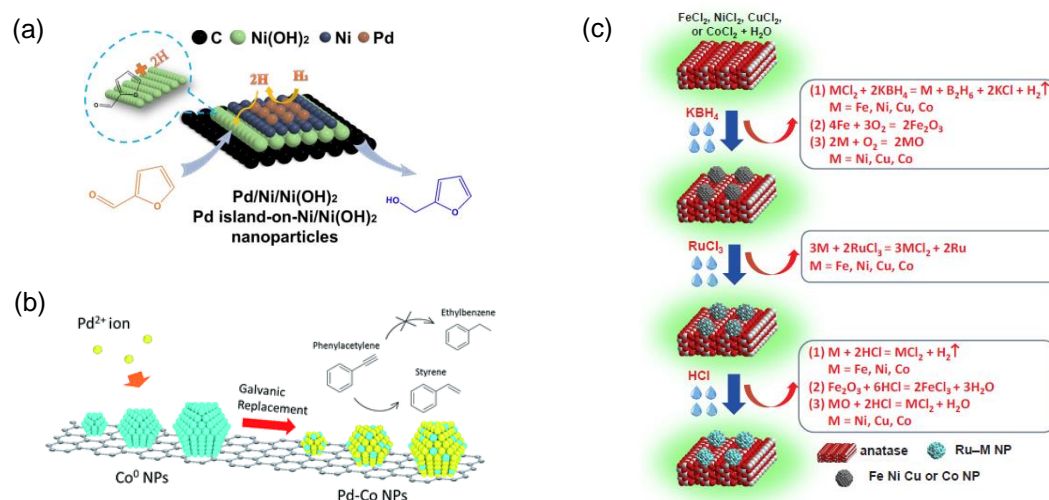 (a)
C Ni(OH)₂ Ni Pd
2H
2H H₂
O
O
O
O
HO
O
Pd/Ni/Ni(OH)₂
Pd island-on-Ni/Ni(OH)₂
nanoparticles
(b)
Pd²⁺ ion
Phenylacetylene
Ethylbenzene
Styrene
Galvanic
Replacement
Co⁰ NPs
Pd-Co NPs
(c)
FeCl₂, NiCl₂, CuCl₂,
or CoCl₂ + H₂O
KBH₄
(1) MCl₂ + 2KBH₄ = M + B₂H₆ + 2KCl + H₂↑
M = Fe, Ni, Cu, Co
(2) 4Fe + 3O₂ = 2Fe₂O₃
(3) 2M + O₂ = 2MO
M = Ni, Cu, Co
RuCl₃
3M + 2RuCl₃ = 3MCl₂ + 2Ru
M = Fe, Ni, Cu, Co
HCl
(1) M + 2HCl = MCl₂ + H₂↑
M = Fe, Ni, Co
(2) Fe₂O₃ + 6HCl = 2FeCl₃ + 3H₂O
(3) MO + 2HCl = MCl₂ + H₂O
M = Ni, Cu, Co
anatase Ru–M NP
Fe Ni Cu or Co NP